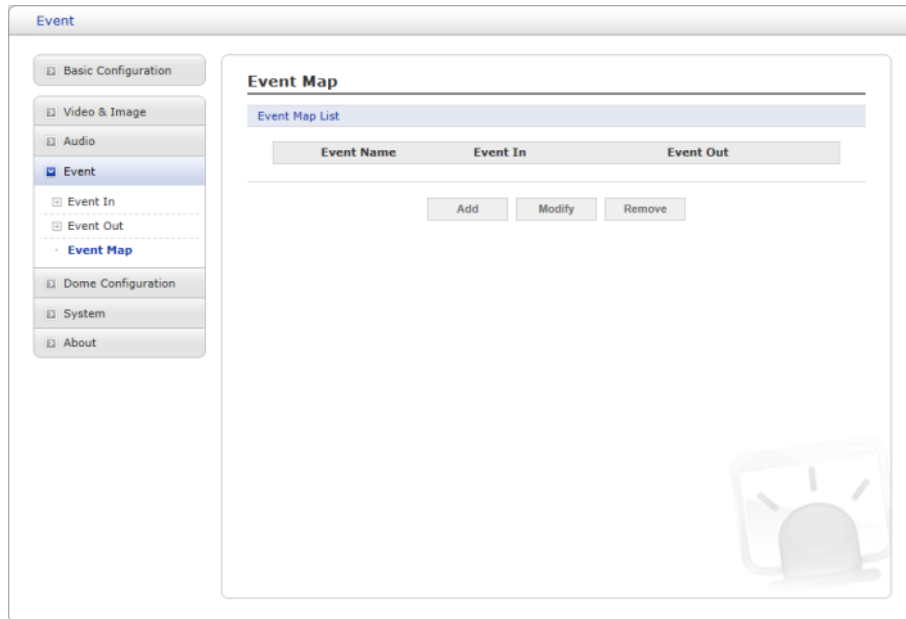 Event
Basic Configuration
Video & Image
Audio
Event
Event In
Event Out
Event Map
Dome Configuration
System
About
Event Map
Event Map List
Event Name Event In Event Out
Add Modify Remove